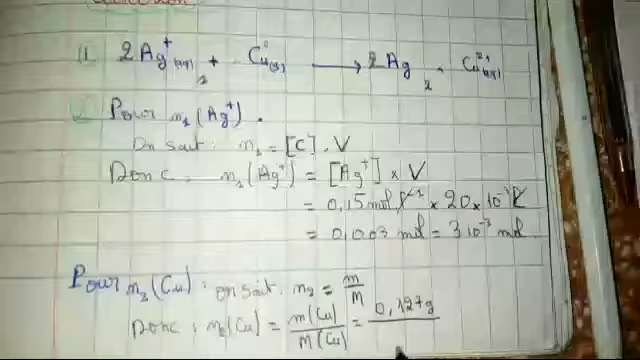 1) 2Ag⁺(aq) + Cu(s) → 2Ag + Cu²⁺(aq)
2) Pour n₁(Ag⁺).
On sait : n₁ = [C] . V
Donc : n₁(Ag⁺) = [Ag⁺] × V
= 0,15 mol ℓ⁻¹ × 20 × 10⁻³ ℓ
= 0,003 mol = 3 10⁻³ mol
Pour n₂(Cu) : on sait : n₂ = m/M
Donc : n₂(Cu) = m(Cu)/M(Cu) = 0,127g